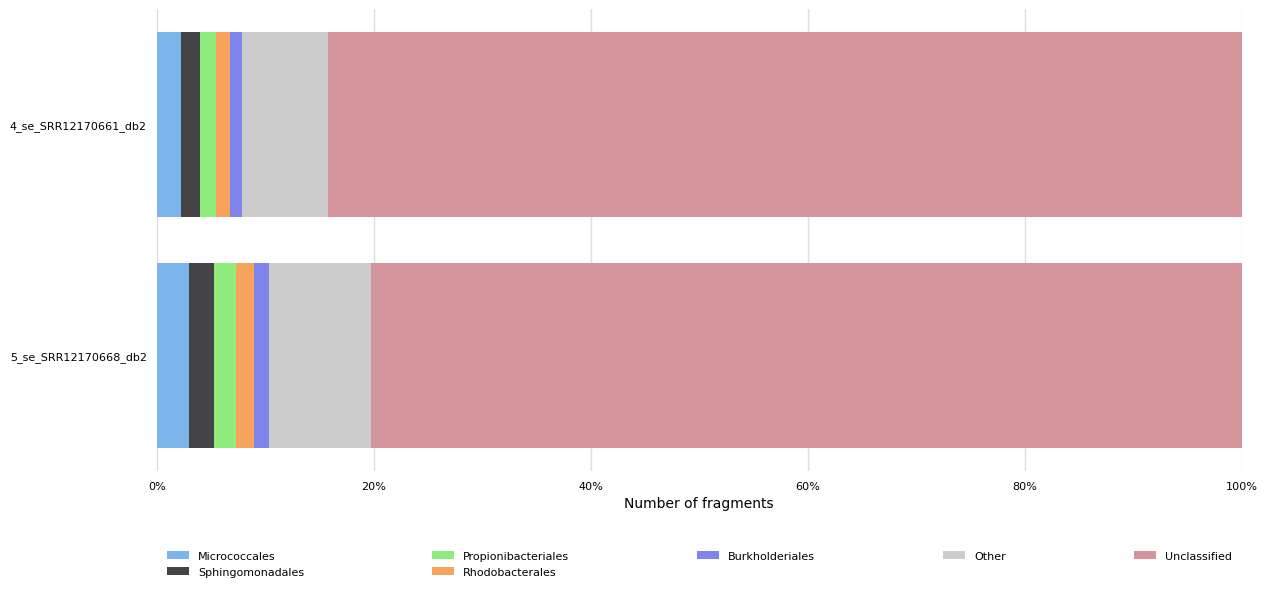 4_se_SRR12170661_db2
5_se_SRR12170668_db2
0% 20% 40% 60% 80% 100%
Number of fragments
Micrococcales Propionibacteriales Burkholderiales Other Unclassified
Sphingomonadales Rhodobacterales